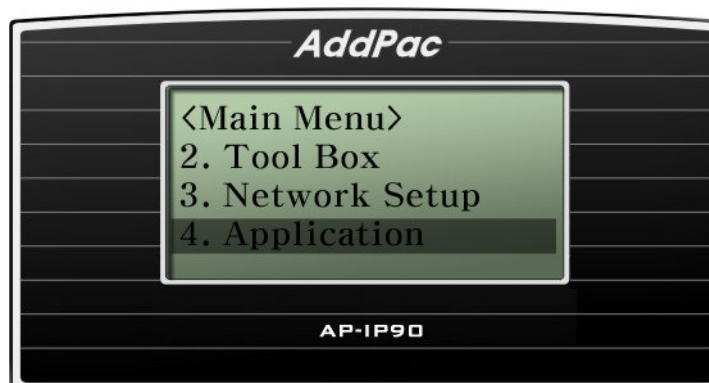 AddPac
<Main Menu>
2. Tool Box
3. Network Setup
4. Application
AP-IP90